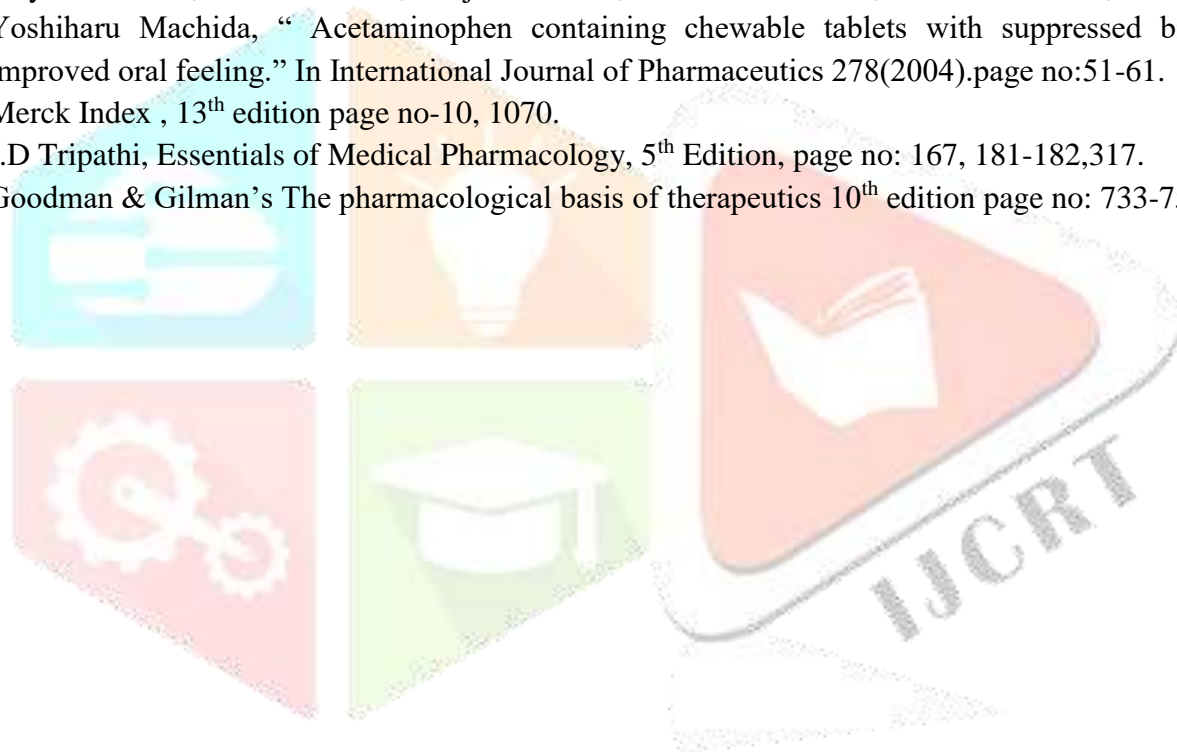 Yoshiharu Machida, “ Acetaminophen containing chewable tablets with suppressed
improved oral feeling.” In International Journal of Pharmaceutics 278(2004).page no:51-61.
Merck Index , 13th edition page no-10, 1070.
.D Tripathi, Essentials of Medical Pharmacology, 5th Edition, page no: 167, 181-182,317.
Goodman & Gilman’s The pharmacological basis of therapeutics 10th edition page no: 733-7
IJCRT